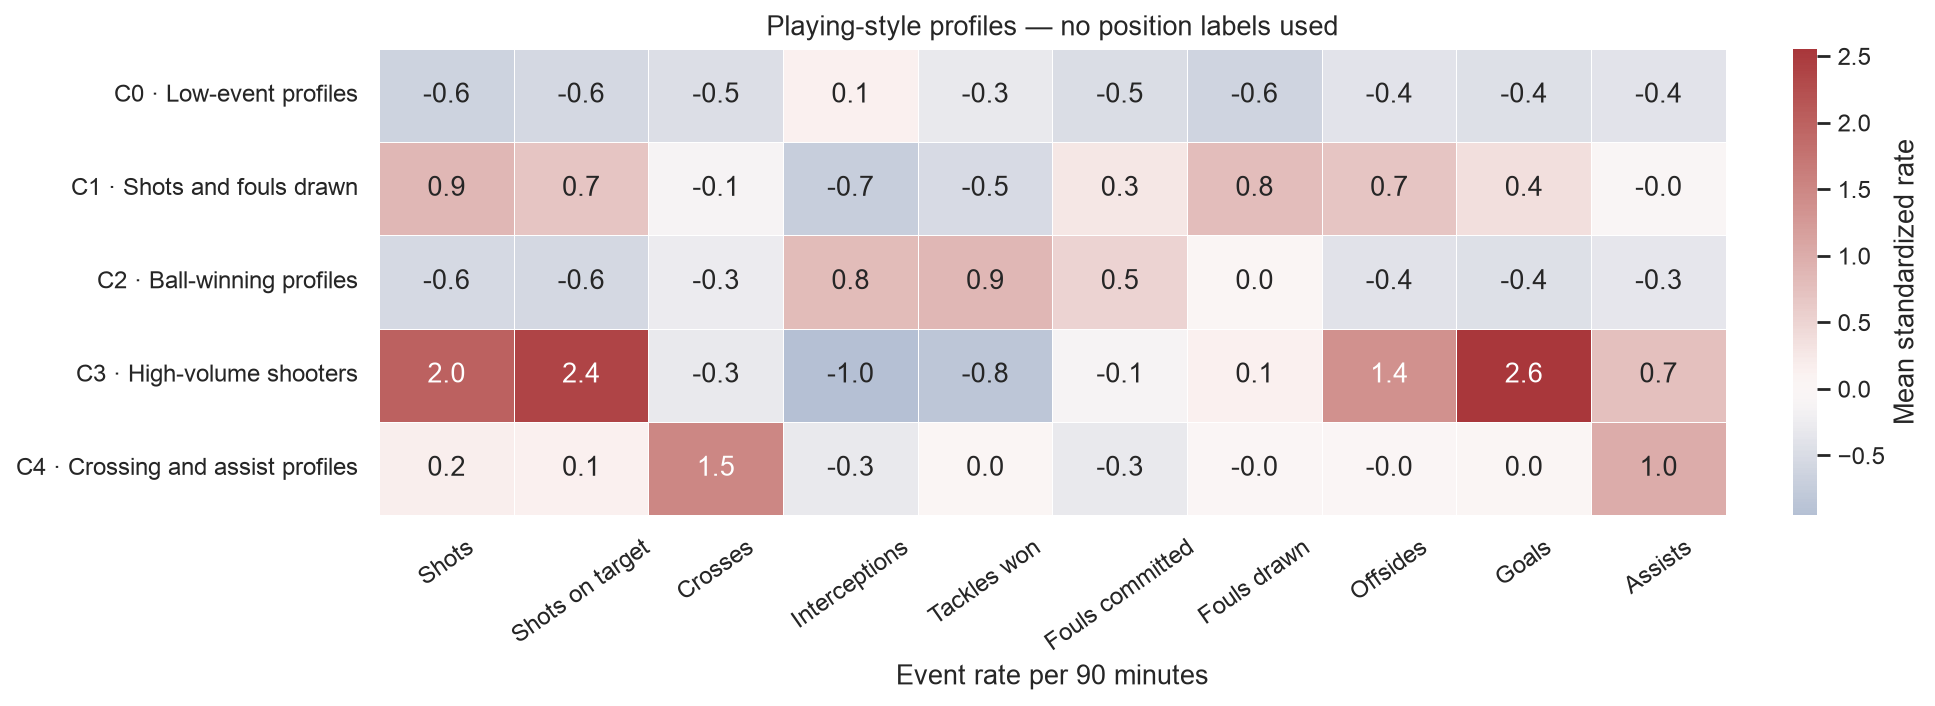 Playing-style profiles — no position labels used
C0 · Low-event profiles -0.6 -0.6 -0.5 0.1 -0.3 -0.5 -0.6 -0.4 -0.4 -0.4
C1 · Shots and fouls drawn 0.9 0.7 -0.1 -0.7 -0.5 0.3 0.8 0.7 0.4 -0.0
C2 · Ball-winning profiles -0.6 -0.6 -0.3 0.8 0.9 0.5 0.0 -0.4 -0.4 -0.3
C3 · High-volume shooters 2.0 2.4 -0.3 -1.0 -0.8 -0.1 0.1 1.4 2.6 0.7
C4 · Crossing and assist profiles 0.2 0.1 1.5 -0.3 0.0 -0.3 -0.0 -0.0 0.0 1.0
Shots Shots on target Crosses Interceptions Tackles won Fouls committed Fouls drawn Offsides Goals Assists
Event rate per 90 minutes
2.5
2.0
1.5
1.0
0.5
0.0
−0.5
Mean standardized rate